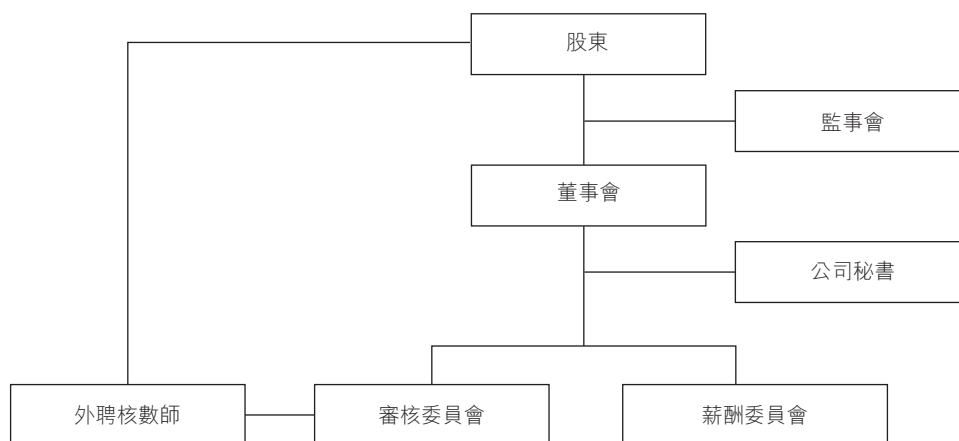 股東
監事會
董事會
公司秘書
外聘核數師
審核委員會
薪酬委員會